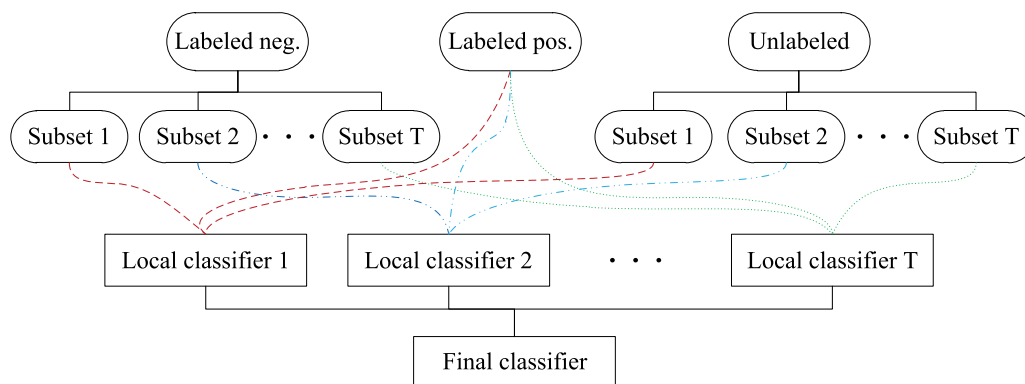 Labeled neg.
Labeled pos.
Unlabeled
Subset 1
Subset 2
· · ·
Subset T
Subset 1
Subset 2
· · ·
Subset T
Local classifier 1
Local classifier 2
· · ·
Local classifier T
Final classifier